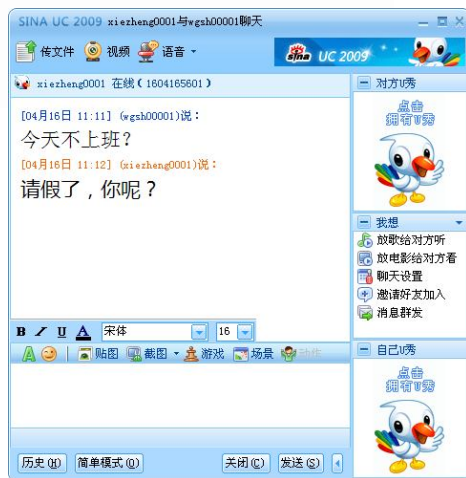 SINA UC 2009 xiezheng0001与wgsh00001聊天
传文件 视频 语音
sina UC 2009
xiezheng0001 在线(1604165601)
[04月16日 11:11] (wgsh00001)说：
今天不上班？
[04月16日 11:12] (xiezheng0001)说：
请假了，你呢？
B I U A 宋体 16
贴图 截图 游戏 场景 动作
历史(H) 简单模式(Q) 关闭(C) 发送(S)
对方U秀
点击
拥有U秀
我想
放歌给对方听
放电影给对方看
聊天设置
邀请好友加入
消息群发
自己U秀
点击
拥有U秀